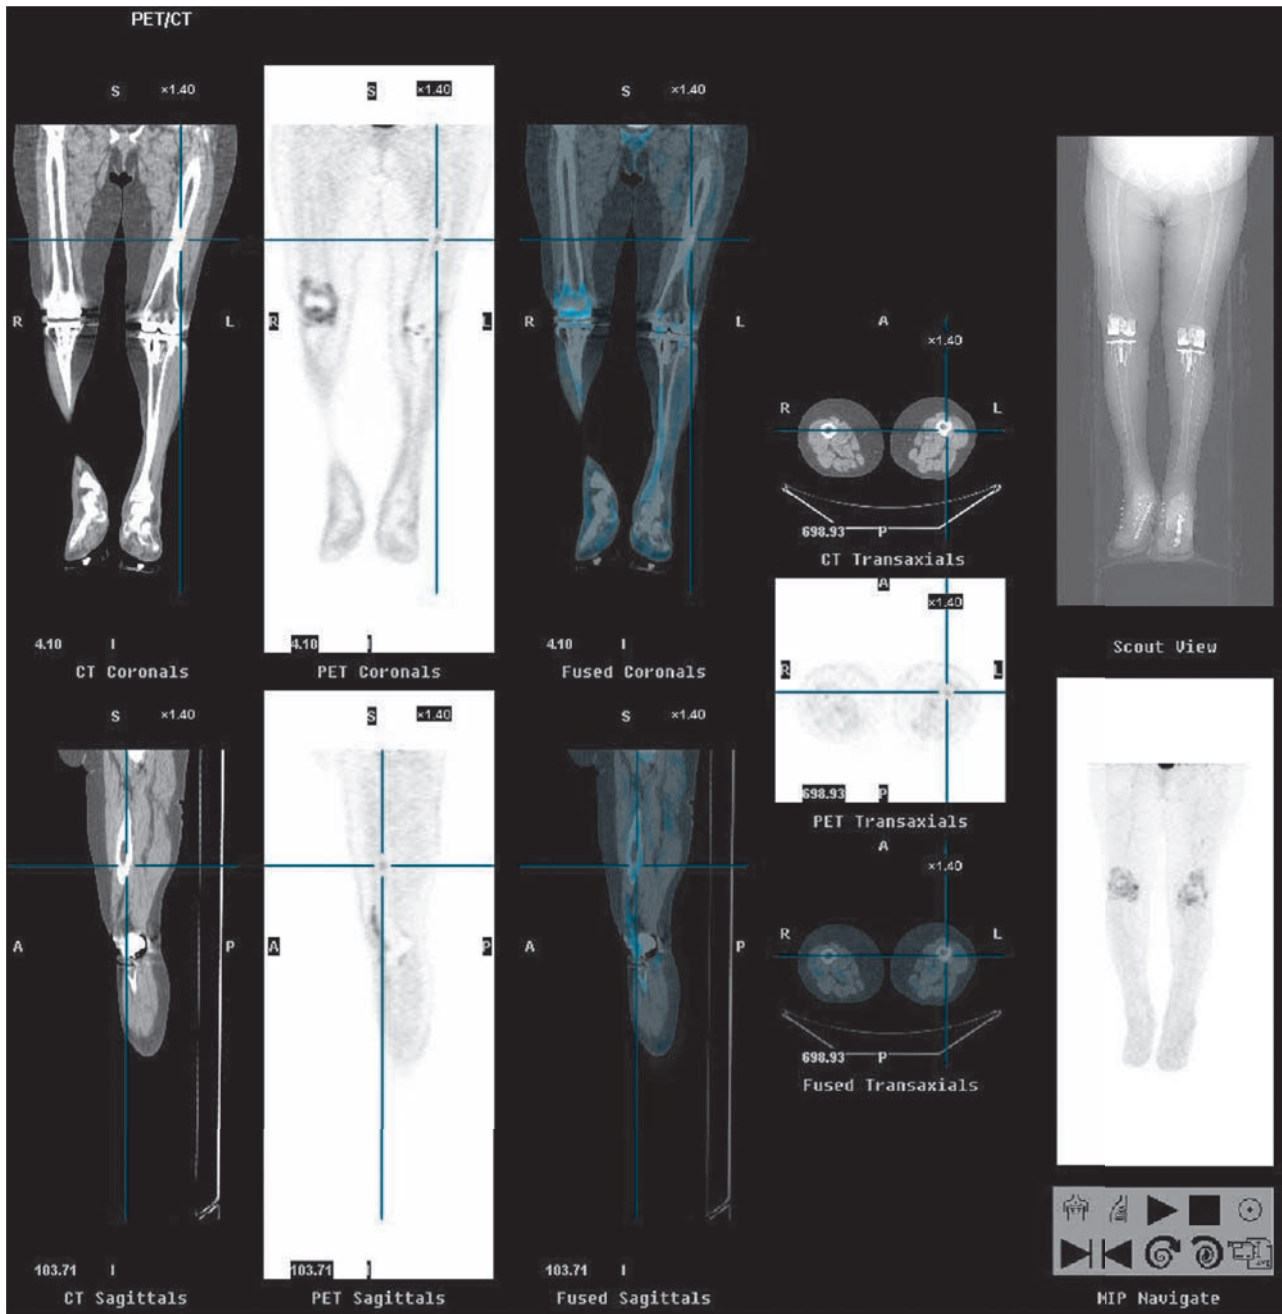 PET/CT
S ×1.40
S ×1.40
S ×1.40
R L
R L
R L
4.10 I
4.10 I
4.10 I
CT Coronals
PET Coronals
Fused Coronals
S ×1.40
S ×1.40
S ×1.40
A P
A P
A P
103.71 I
103.71 I
103.71 I
CT Sagittals
PET Sagittals
Fused Sagittals
A
×1.40
R L
698.93 P
CT Transaxials
A
×1.40
R L
698.93 P
PET Transaxials
A
×1.40
R L
698.93 P
Fused Transaxials
Scout View
MIP Navigate